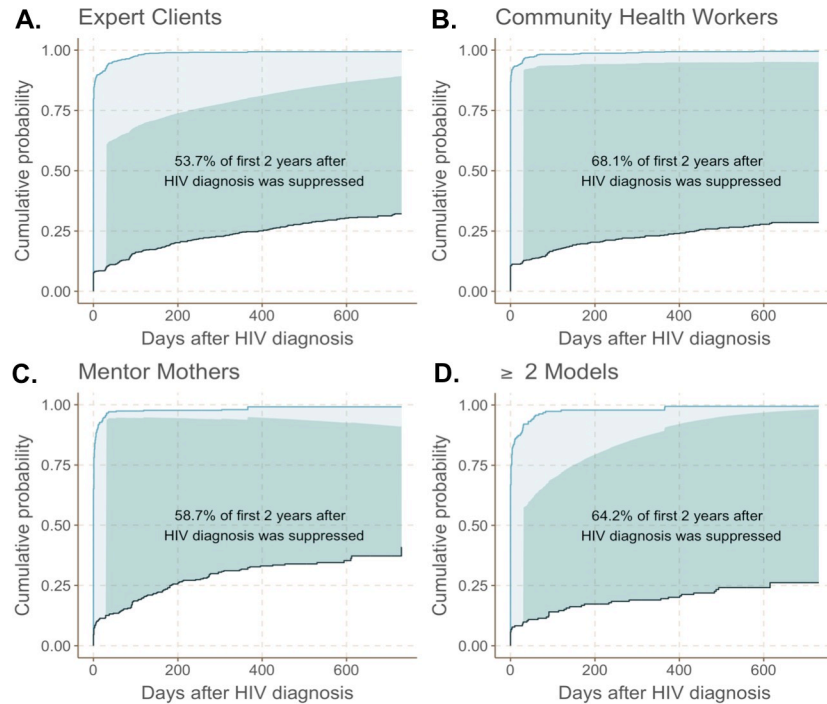 A. Expert Clients
Cumulative probability
1.00
0.75
0.50
0.25
0.00
53.7% of first 2 years after
HIV diagnosis was suppressed
0 200 400 600
Days after HIV diagnosis
B. Community Health Workers
Cumulative probability
1.00
0.75
0.50
0.25
0.00
68.1% of first 2 years after
HIV diagnosis was suppressed
0 200 400 600
Days after HIV diagnosis
C. Mentor Mothers
Cumulative probability
1.00
0.75
0.50
0.25
0.00
58.7% of first 2 years after
HIV diagnosis was suppressed
0 200 400 600
Days after HIV diagnosis
D. ≥ 2 Models
Cumulative probability
1.00
0.75
0.50
0.25
0.00
64.2% of first 2 years after
HIV diagnosis was suppressed
0 200 400 600
Days after HIV diagnosis